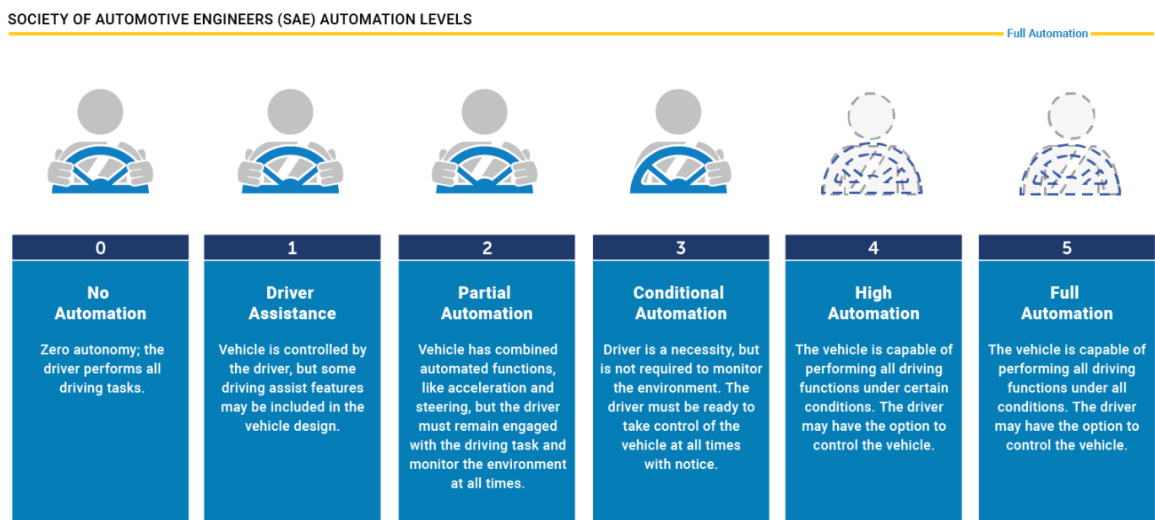 SOCIETY OF AUTOMOTIVE ENGINEERS (SAE) AUTOMATION LEVELS
Full Automation
0
No
Automation
Zero autonomy; the
driver performs all
driving tasks.
1
Driver
Assistance
Vehicle is controlled by
the driver, but some
driving assist features
may be included in the
vehicle design.
2
Partial
Automation
Vehicle has combined
automated functions,
like acceleration and
steering, but the driver
must remain engaged
with the driving task and
monitor the environment
at all times.
3
Conditional
Automation
Driver is a necessity, but
is not required to monitor
the environment. The
driver must be ready to
take control of the
vehicle at all times
with notice.
4
High
Automation
The vehicle is capable of
performing all driving
functions under certain
conditions. The driver
may have the option to
control the vehicle.
5
Full
Automation
The vehicle is capable of
performing all driving
functions under all
conditions. The driver
may have the option to
control the vehicle.